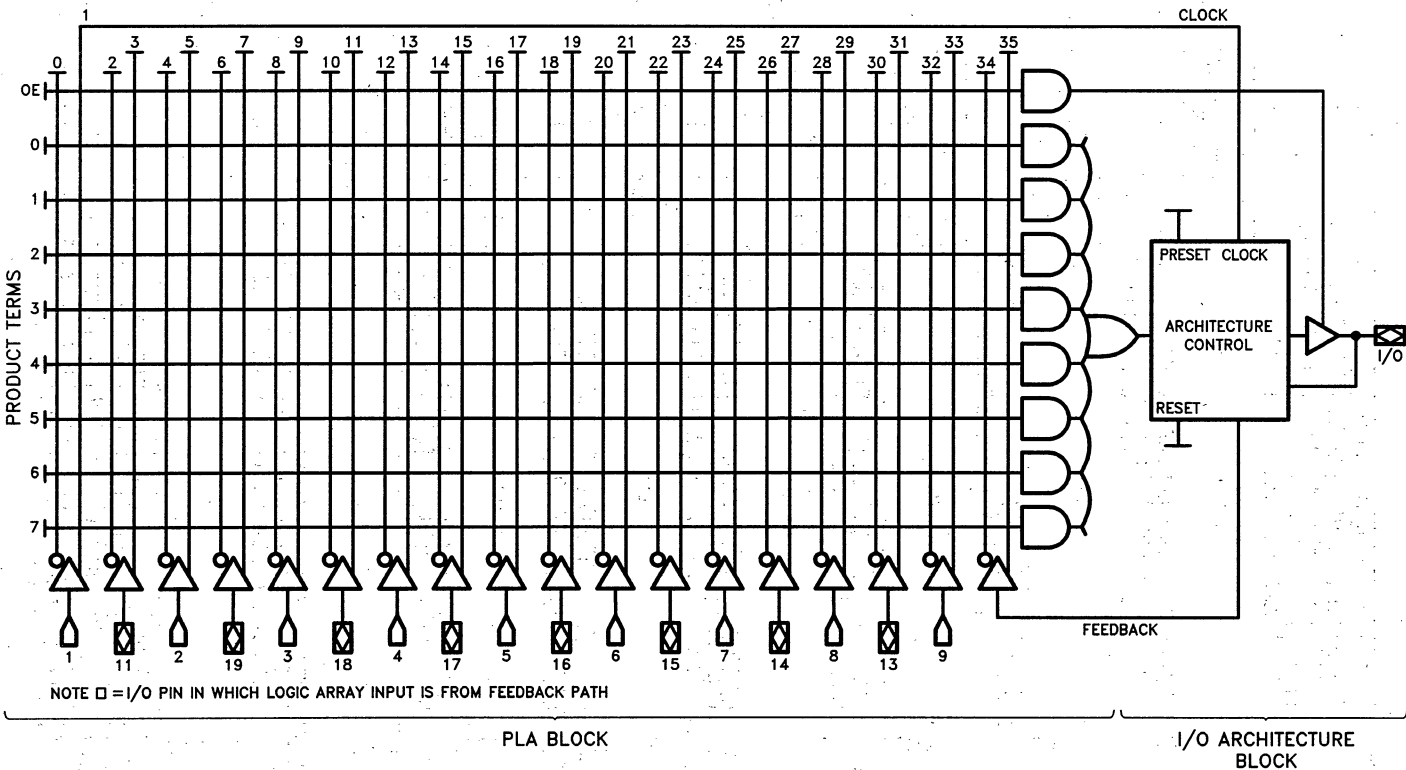 1
CLOCK
3 5 7 9 11 13 15 17 19 21 23 25 27 29 31 33 35
0 2 4 6 8 10 12 14 16 18 20 22 24 26 28 30 32 34
OE
0
1
2
3
4
5
6
7
PRODUCT TERMS
PRESET CLOCK
ARCHITECTURE
CONTROL
RESET
I/O
FEEDBACK
1 11 2 19 3 18 4 17 5 16 6 15 7 14 8 13 9
NOTE □ = I/O PIN IN WHICH LOGIC ARRAY INPUT IS FROM FEEDBACK PATH
PLA BLOCK
I/O ARCHITECTURE
BLOCK